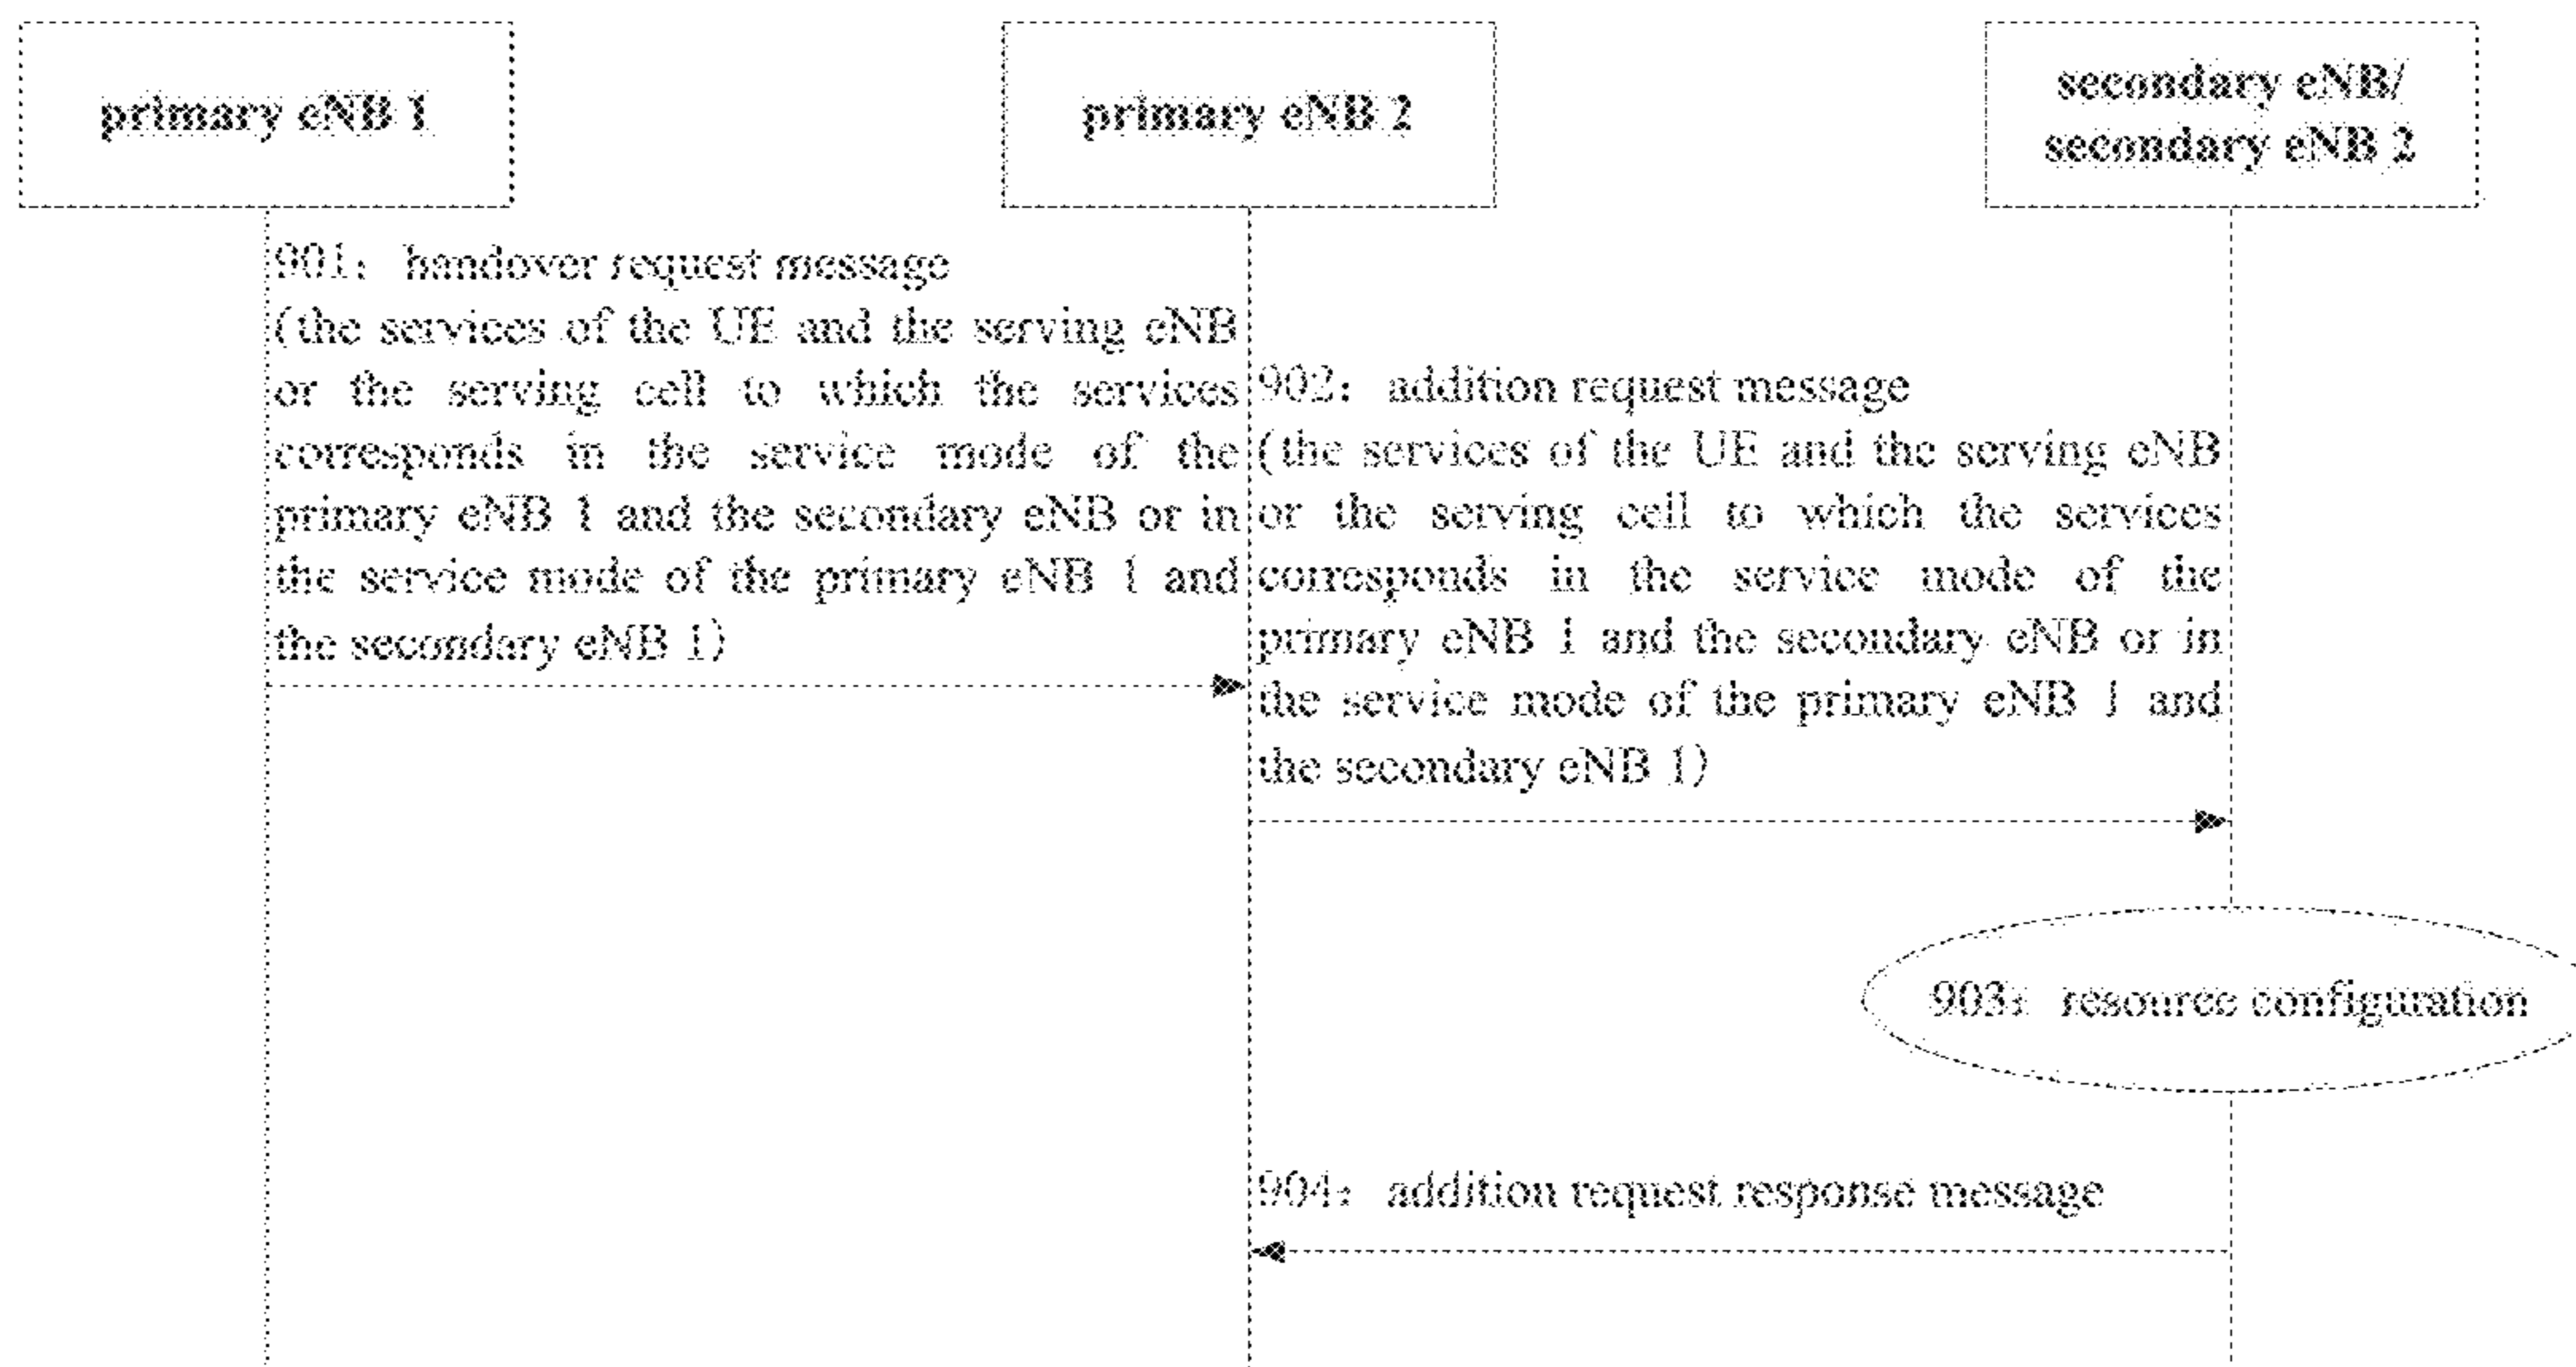 primary eNB 1
primary eNB 2
secondary eNB/
secondary eNB 2
901: handover request message
(the services of the UE and the serving eNB
or the serving cell to which the services
corresponds in the service mode of the
primary eNB 1 and the secondary eNB or in
the service mode of the primary eNB 1 and
the secondary eNB 1)
902: addition request message
(the services of the UE and the serving eNB
or the serving cell to which the services
corresponds in the service mode of the
primary eNB 1 and the secondary eNB or in
the service mode of the primary eNB 1 and
the secondary eNB 1)
903: resource configuration
904: addition request response message